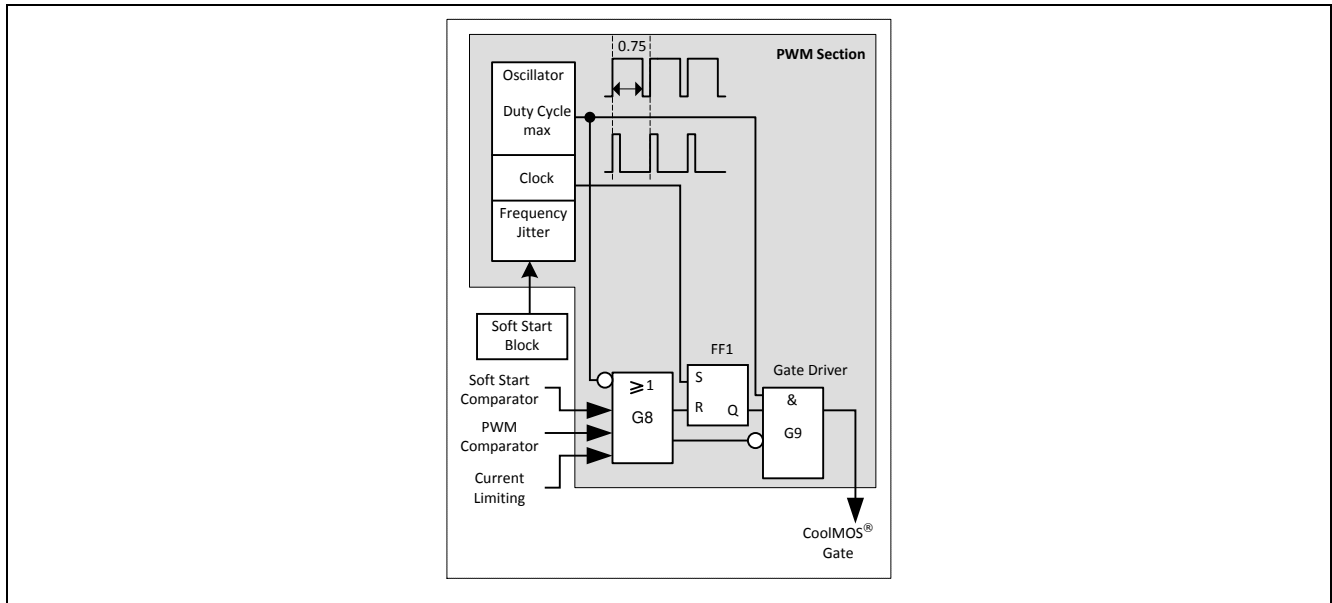 0.75
PWM Section
Oscillator
Duty Cycle
max
Clock
Frequency
Jitter
Soft Start
Block
FF1
Gate Driver
Soft Start
Comparator
PWM
Comparator
Current
Limiting
≥1
G8
S
R Q
&
G9
CoolMOS®
Gate